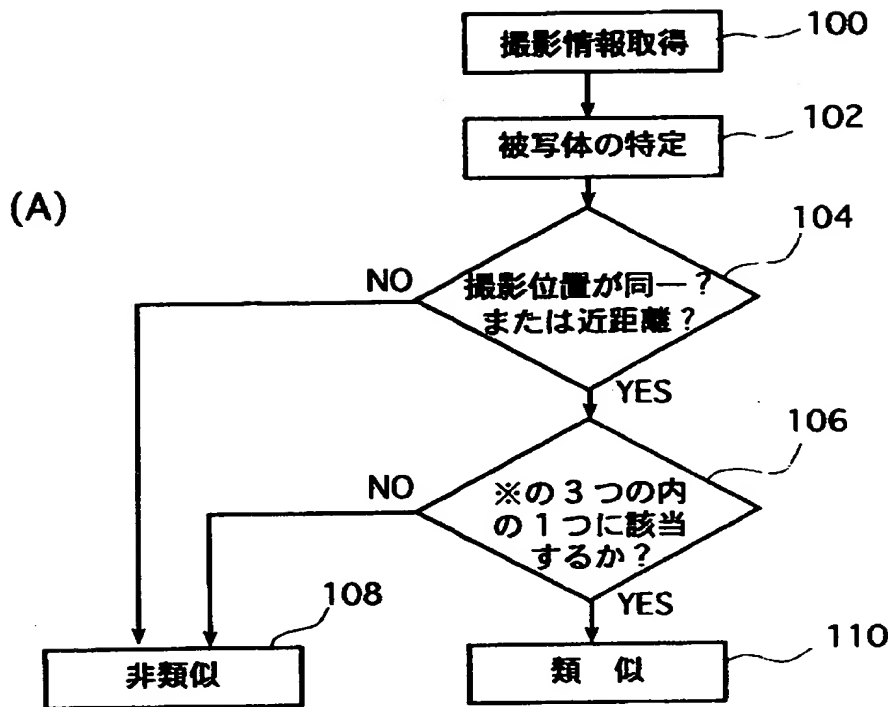 撮影情報取得
100
被写体の特定
102
(A)
104
撮影位置が同一?
または近距離?
NO
YES
106
※の3つの内
の1つに該当
するか?
NO
YES
108
非類似
110
類 似